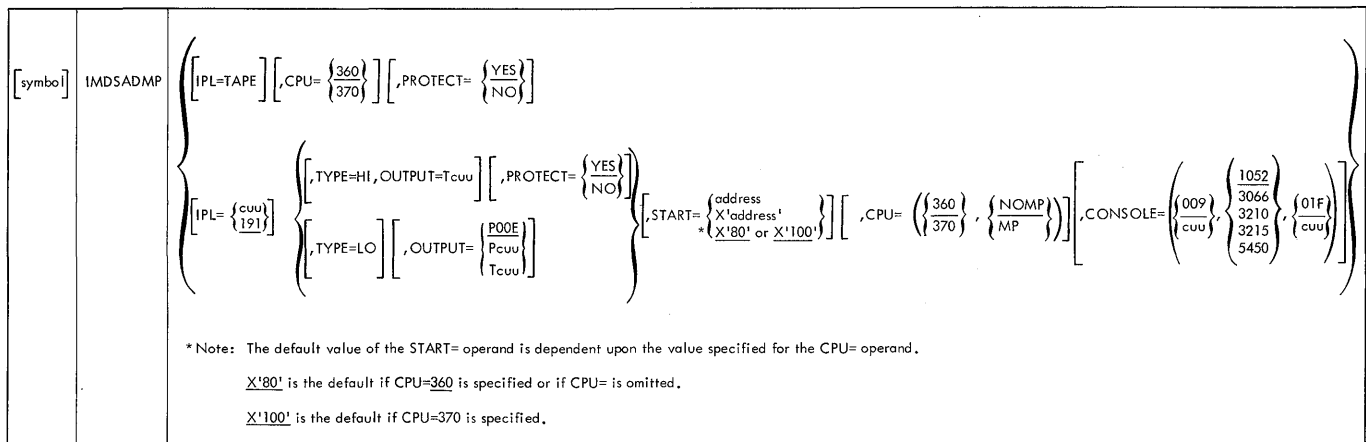 [symbol] IMDSADMP
[IPL=TAPE] [,CPU= {360 370}] [,PROTECT= {YES NO}]
[IPL= {cuu 191}]
[,TYPE=HI,OUTPUT=Tcuu] [,PROTECT= {YES NO}]
[,TYPE=LO] [,OUTPUT= {P00E Pcuu Tcuu}]
[,START= {address X'address' *X'80' or X'100'}] [ ,CPU= ({360 370} , {NOMP MP})] [,CONSOLE= ({009 cuu}, {1052 3066 3210 3215 5450}, {01F cuu})]
*Note: The default value of the START= operand is dependent upon the value specified for the CPU= operand.
X'80' is the default if CPU=360 is specified or if CPU= is omitted.
X'100' is the default if CPU=370 is specified.